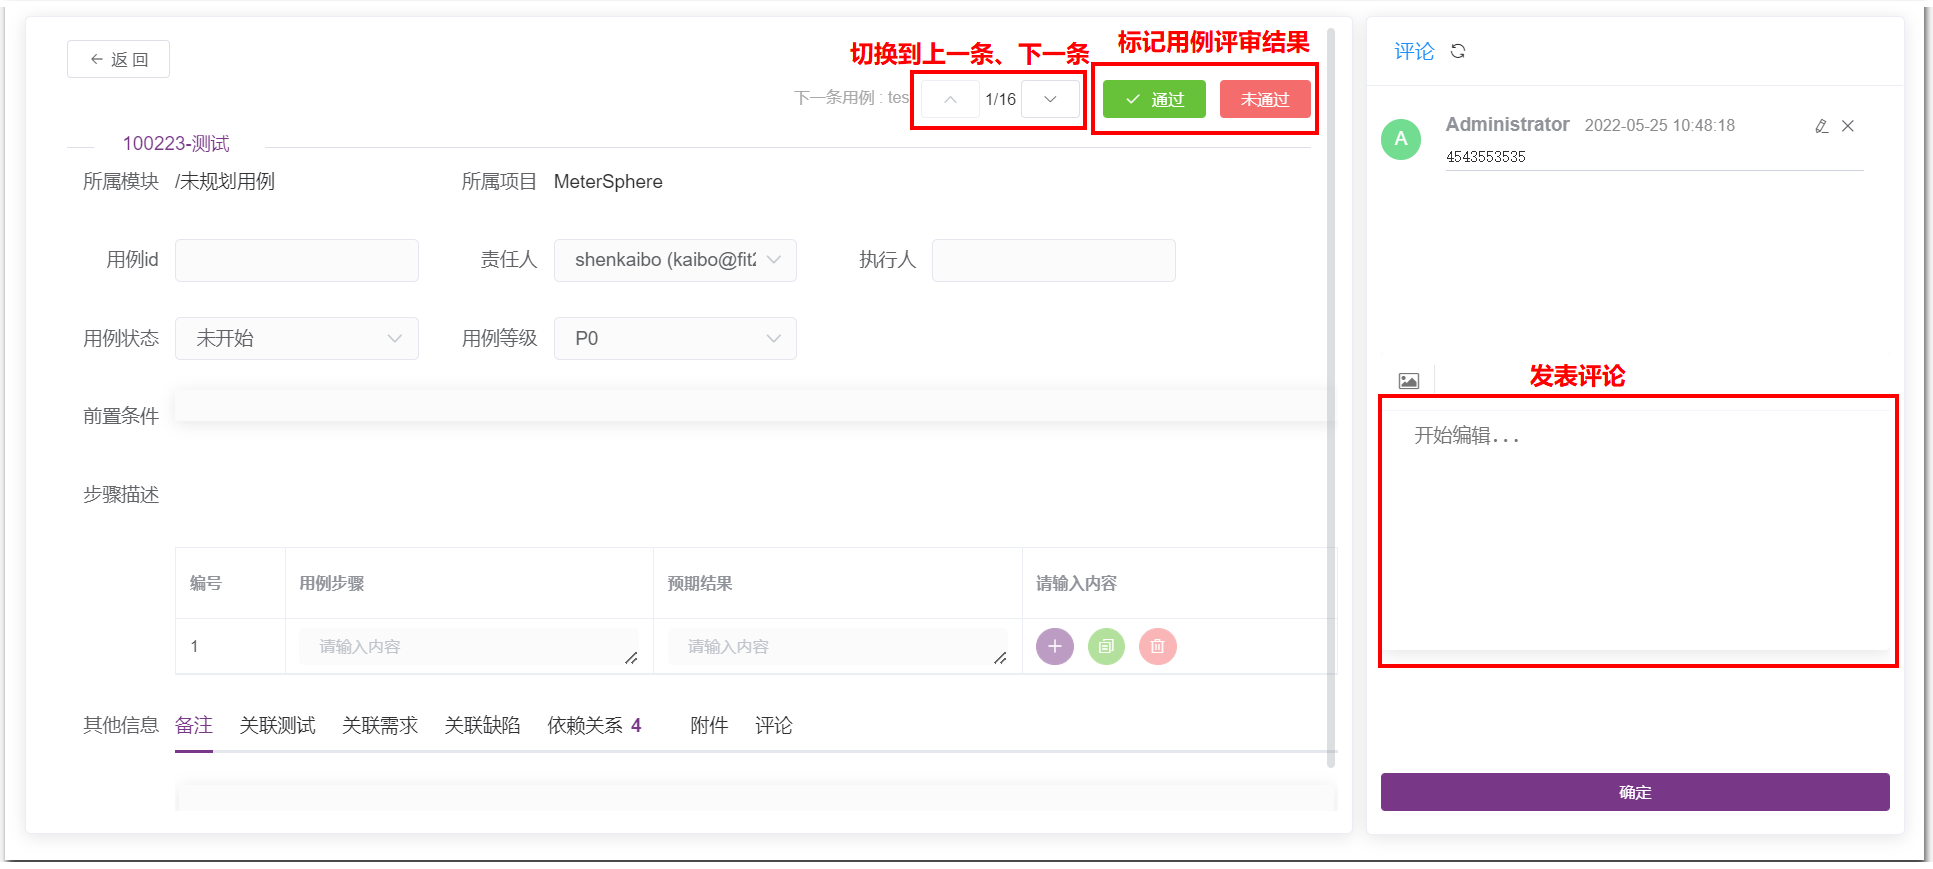 返 回
切换到上一条、下一条
标记用例评审结果
下一条用例 : tes
1/16
通过
未通过
100223-测试
所属模块 /未规划用例
所属项目 MeterSphere
用例id
责任人 shenkaibo (kaibo@fit2
执行人
用例状态 未开始
用例等级 P0
前置条件
步骤描述
编号 用例步骤 预期结果 请输入内容
1 请输入内容 请输入内容
其他信息 备注 关联测试 关联需求 关联缺陷 依赖关系 4 附件 评论
评论
A
Administrator 2022-05-25 10:48:18
4543553535
发表评论
开始编辑...
确定